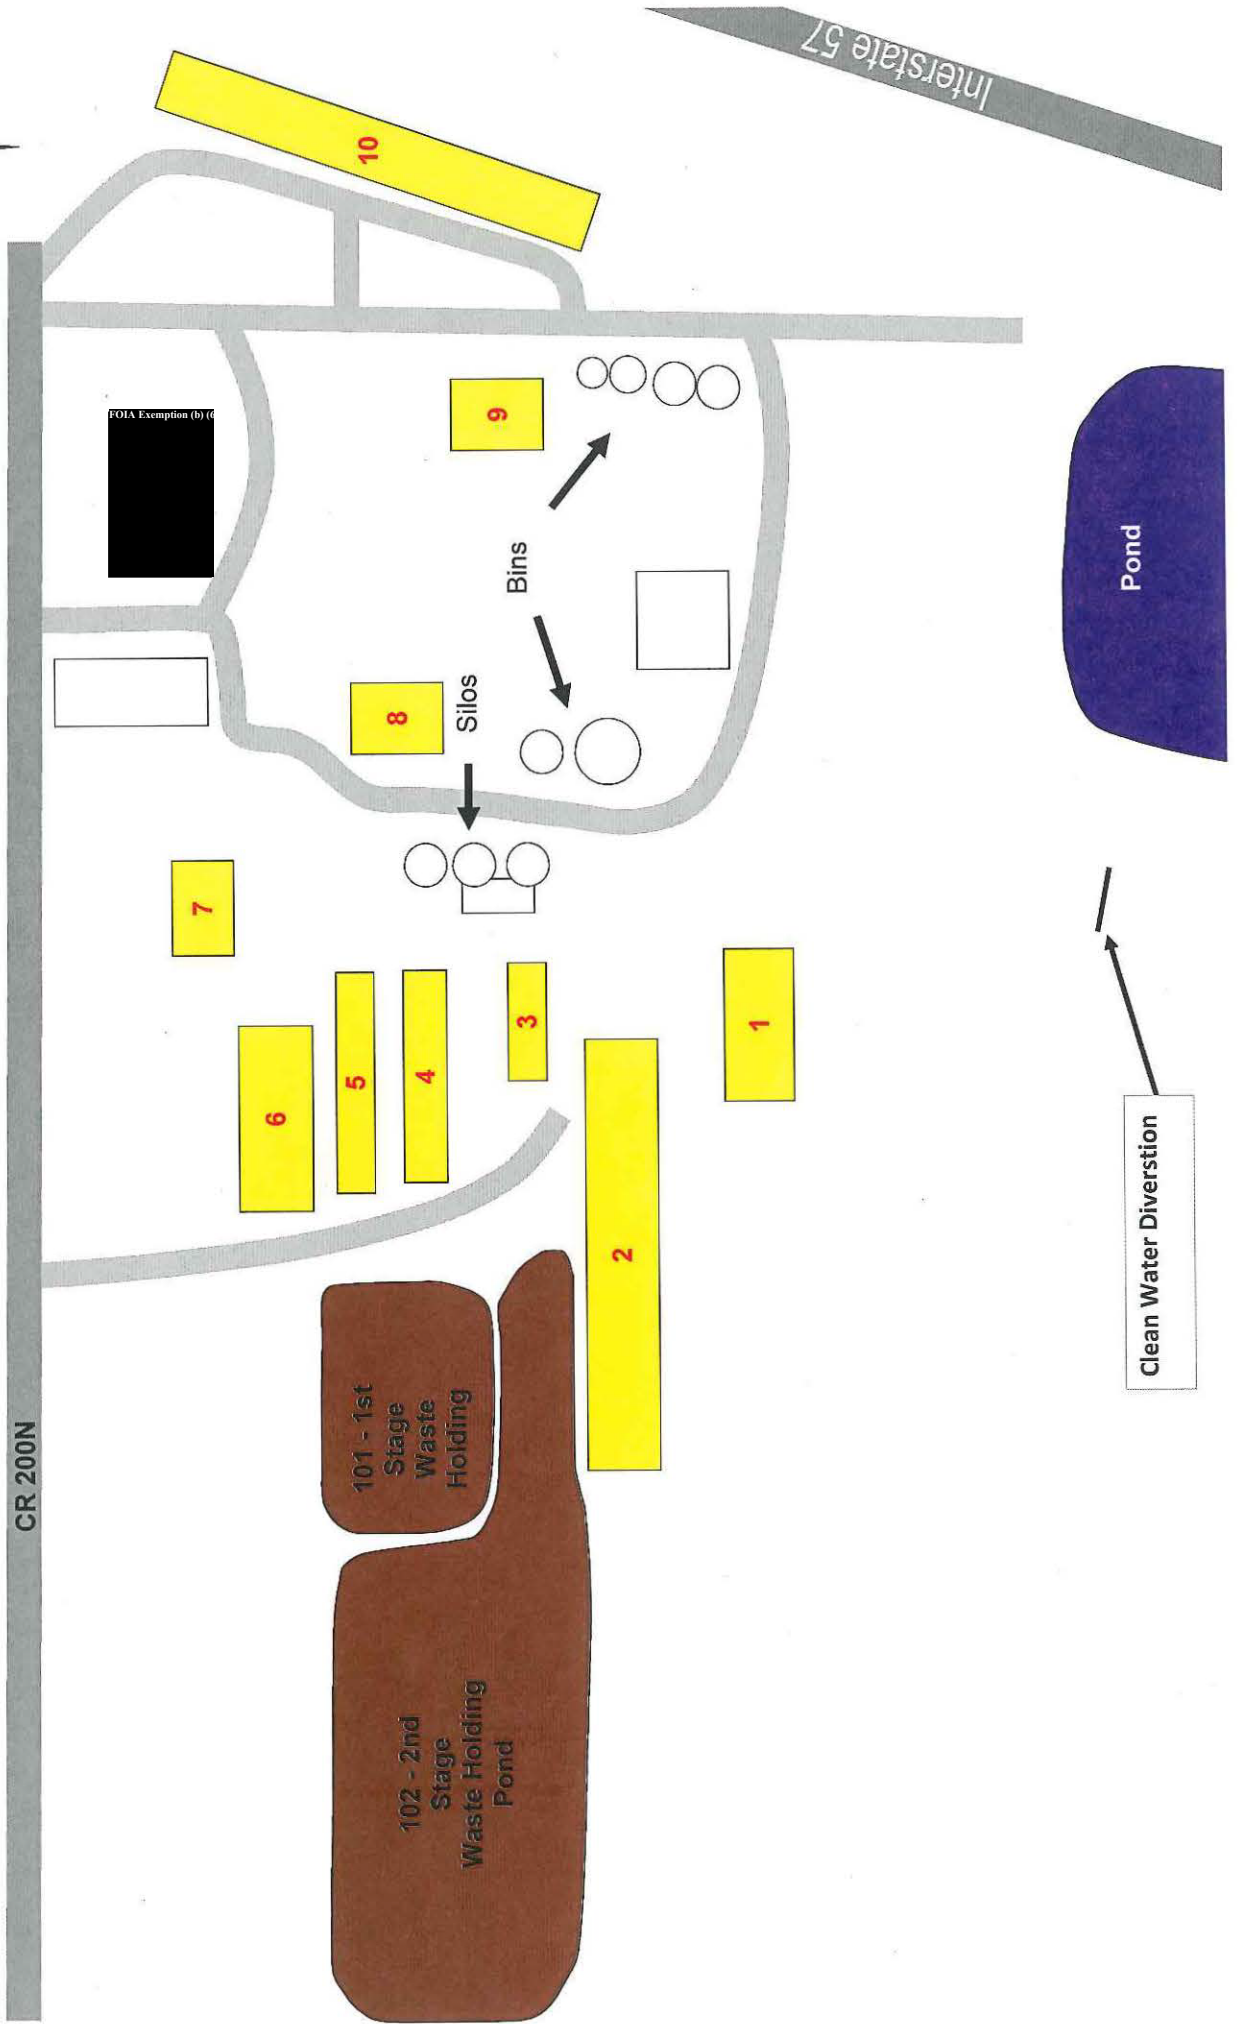 CR 200N
Interstate 57
10
FOIA Exemption (b) (6
9
Bins
8
Silos
7
6
5
4
3
2
1
Pond
101 - 1st
Stage
Waste
Holding
102 - 2nd
Stage
Waste Holding
Pond
Clean Water Diverstion